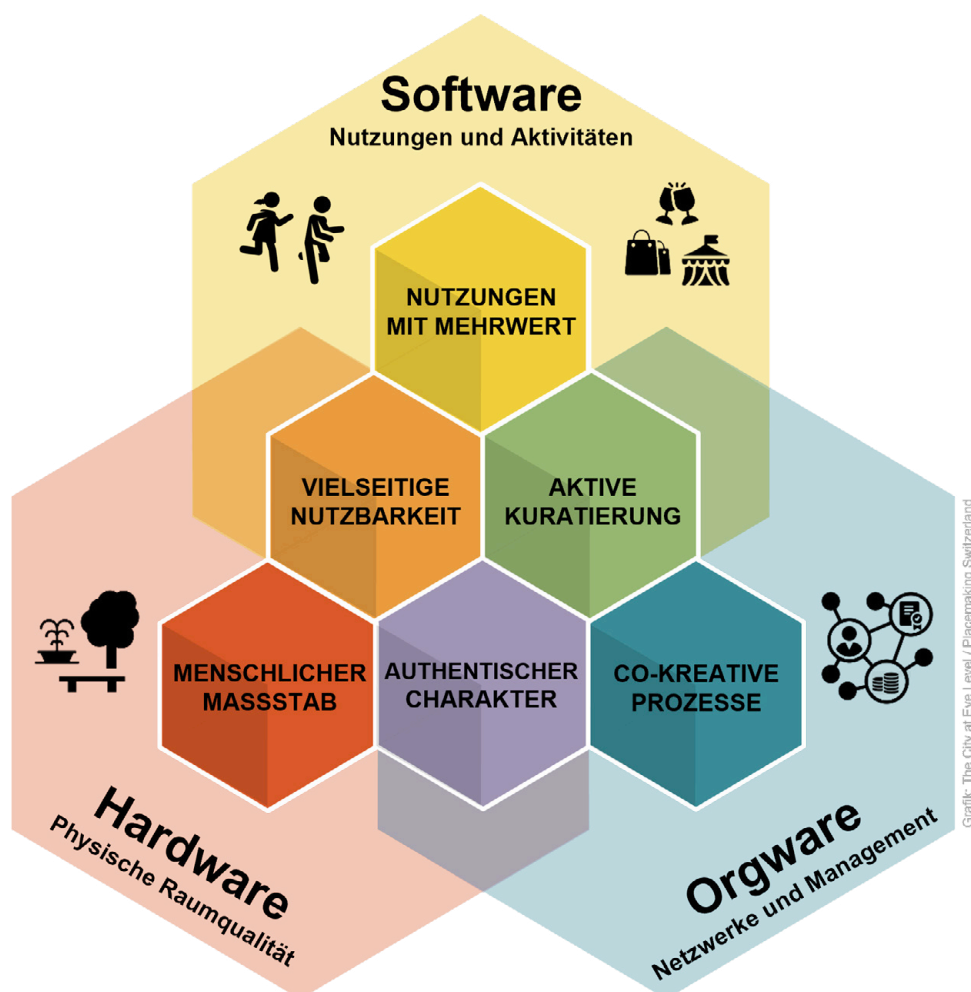 Software
Nutzungen und Aktivitäten
NUTZUNGEN
MIT MEHRWERT
VIELSEITIGE
NUTZBARKEIT
AKTIVE
KURATIERUNG
MENSCHLICHER
MASSSTAB
AUTHENTISCHER
CHARAKTER
CO-KREATIVE
PROZESSE
Hardware
Physische Raumqualität
Orgware
Netzwerke und Management
Grafik: The City at Eye Level / Placemaking Switzerland